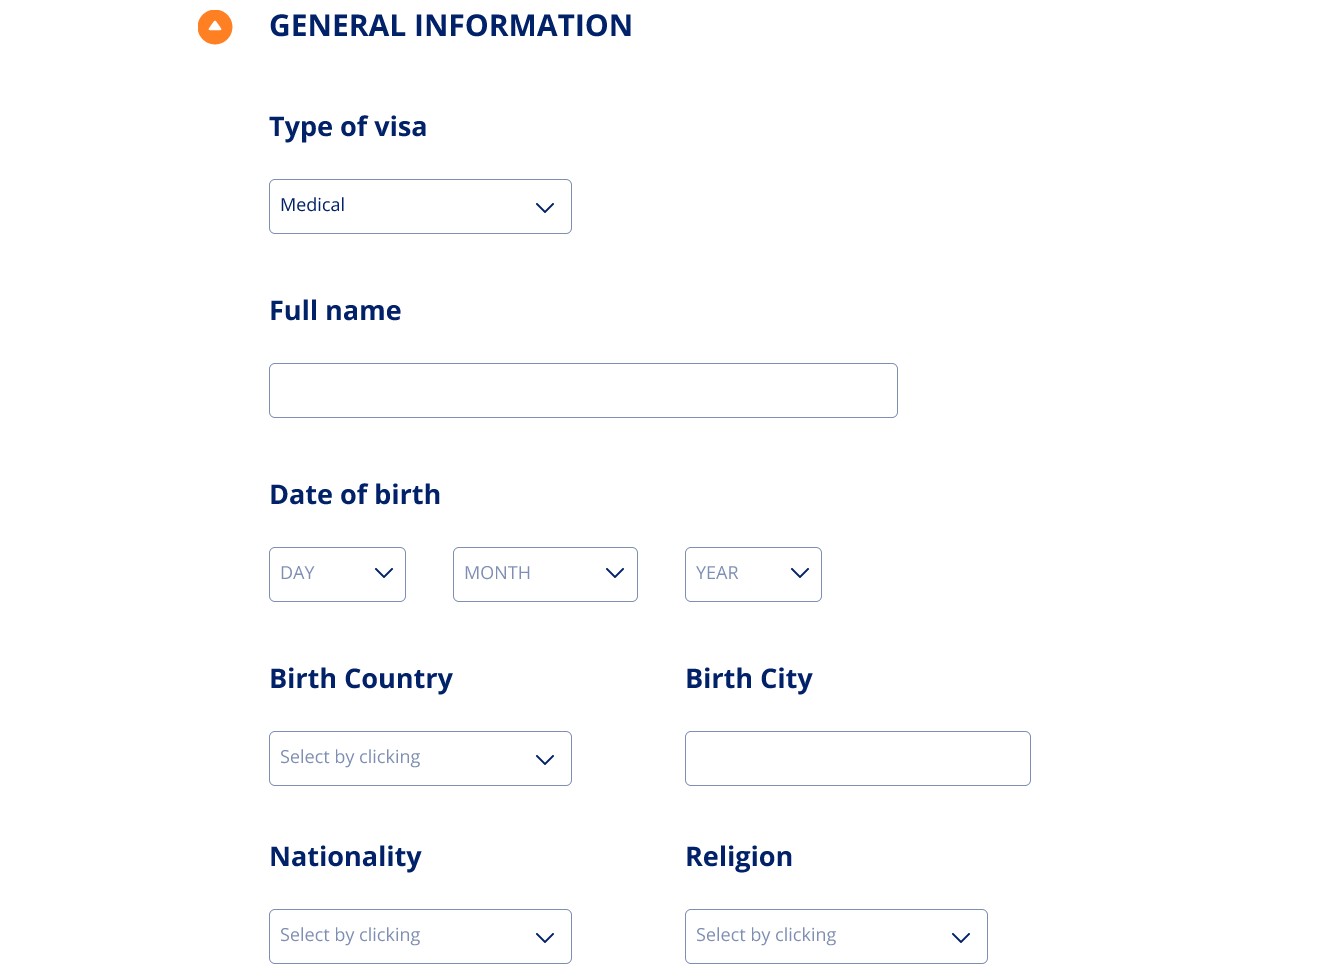 GENERAL INFORMATION
Type of visa
Medical
Full name
Date of birth
DAY MONTH YEAR
Birth Country Birth City
Select by clicking
Nationality Religion
Select by clicking Select by clicking